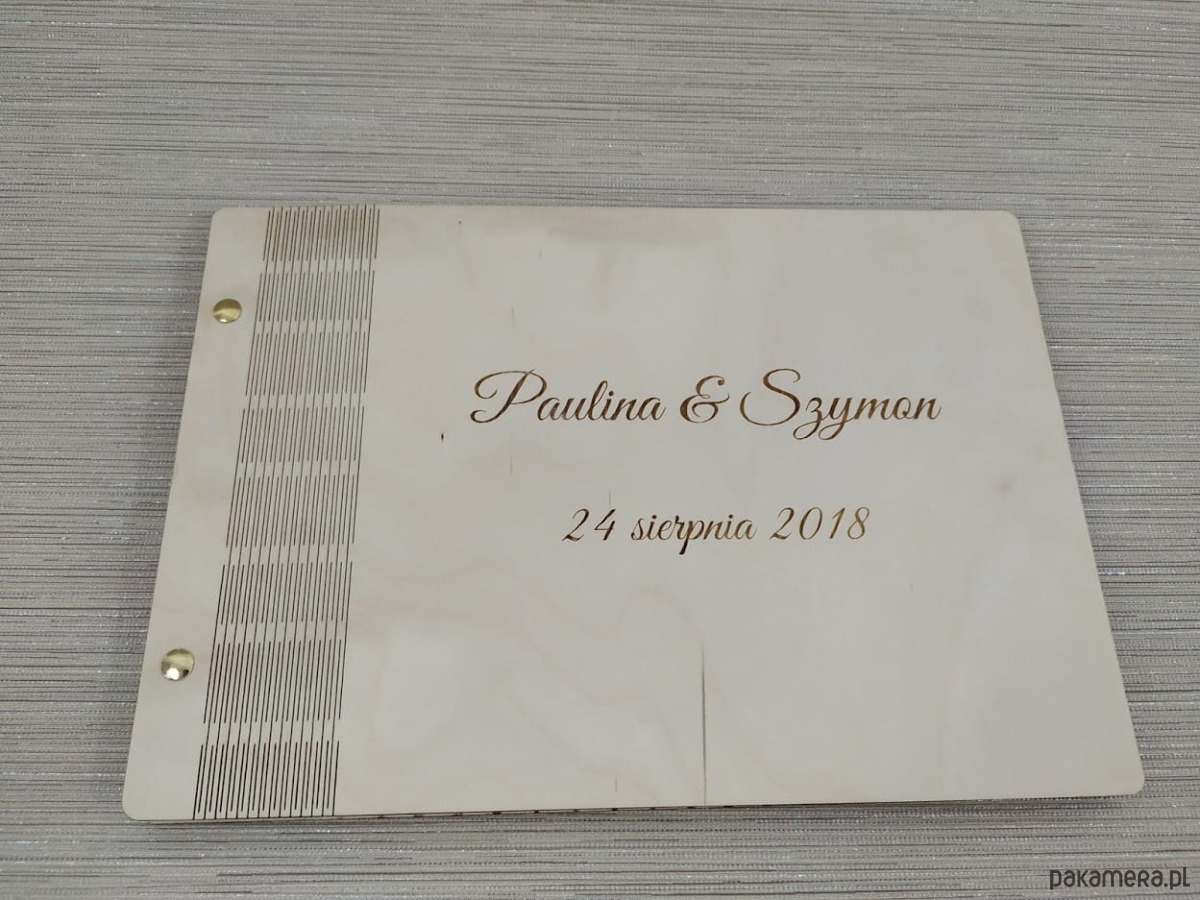 Paulina & Szymon
24 sierpnia 2018
pakamera.pl